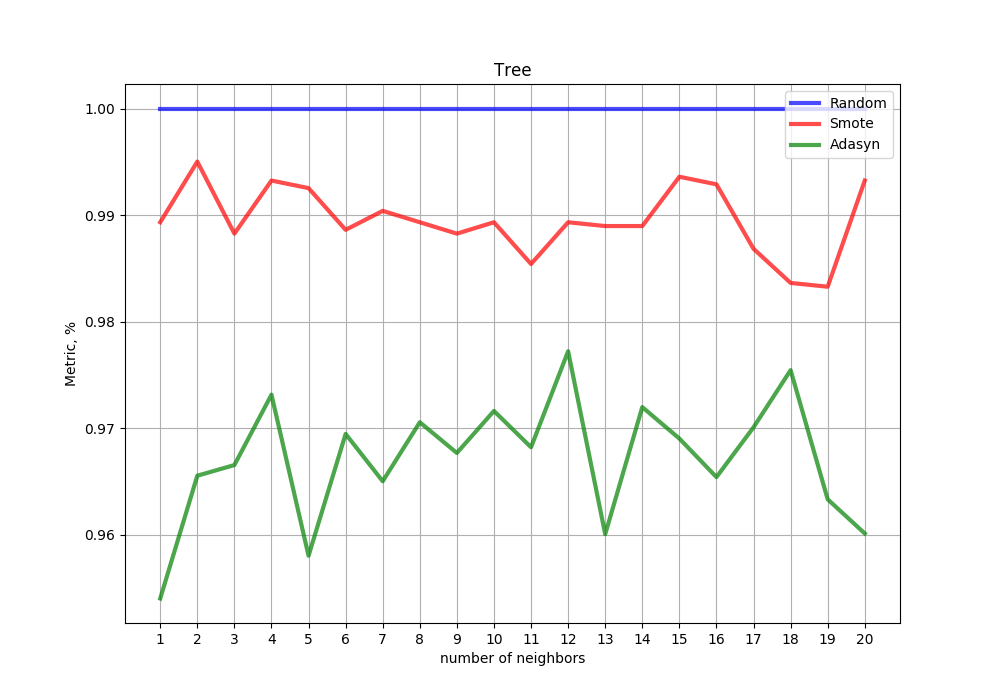 Tree
Random
Smote
Adasyn
1.00
0.99
0.98
0.97
0.96
Metric, %
1 2 3 4 5 6 7 8 9 10 11 12 13 14 15 16 17 18 19 20
number of neighbors